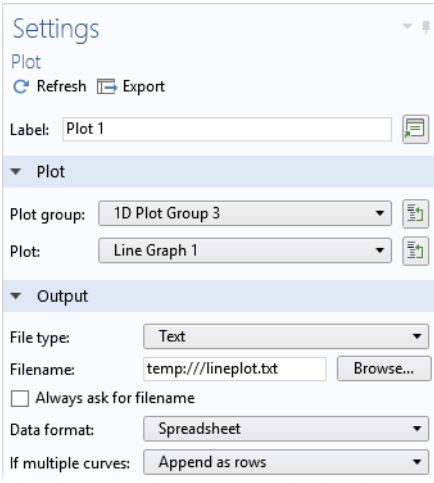 Settings
Plot
Refresh Export
Label: Plot 1
Plot
Plot group: 1D Plot Group 3
Plot: Line Graph 1
Output
File type: Text
Filename: temp:///lineplot.txt Browse...
Always ask for filename
Data format: Spreadsheet
If multiple curves: Append as rows